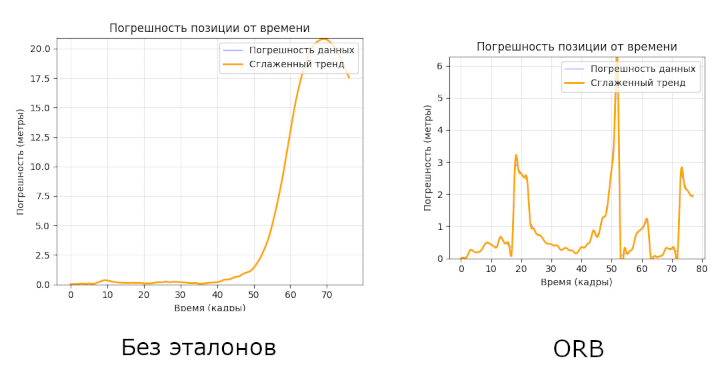 Погрешность позиции от времени
Погрешность данных
Сглаженный тренд
Погрешность (метры)
20.0
17.5
15.0
12.5
10.0
7.5
5.0
2.5
0.0
0 10 20 30 40 50 60 70
Время (кадры)
Без эталонов
Погрешность позиции от времени
Погрешность данных
Сглаженный тренд
Погрешность (метры)
6
5
4
3
2
1
0
0 10 20 30 40 50 60 70 80
Время (кадры)
ORB